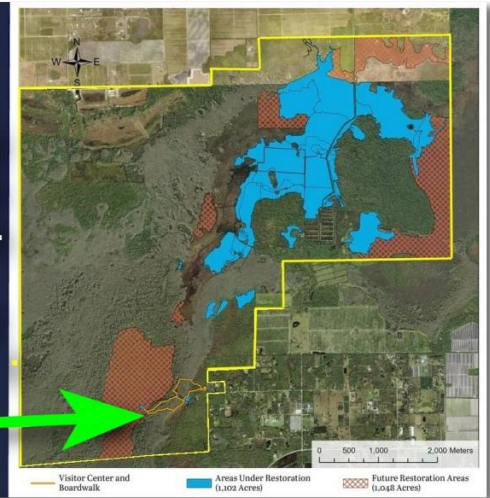 N
W E
S
0 500 1,000 2,000 Meters
Visitor Center and Boardwalk
Areas Under Restoration (1,102 Acres)
Future Restoration Areas (1,048 Acres)